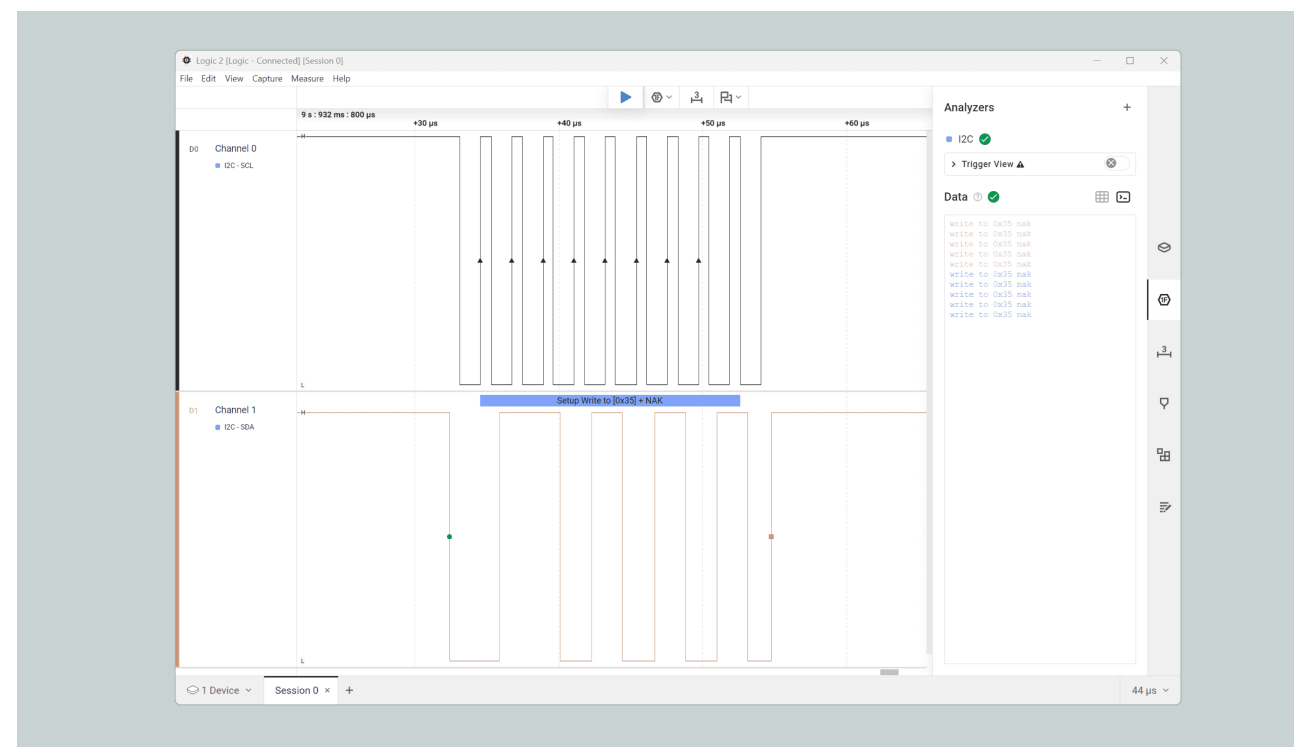 Logic 2 [Logic - Connected] [Session 0]
File Edit View Capture Measure Help
9 s : 932 ms : 800 µs
+30 µs +40 µs +50 µs +60 µs
D0 Channel 0
I2C - SCL
H
L
D1 Channel 1
I2C - SDA
Setup Write to [0x35] + NAK
H
L
3
Analyzers +
I2C
Trigger View
Data
write to 0x35 nak
write to 0x35 nak
write to 0x35 nak
write to 0x35 nak
write to 0x35 nak
write to 0x35 nak
write to 0x35 nak
write to 0x35 nak
write to 0x35 nak
write to 0x35 nak
1F
3
1 Device
Session 0 × +
44 µs